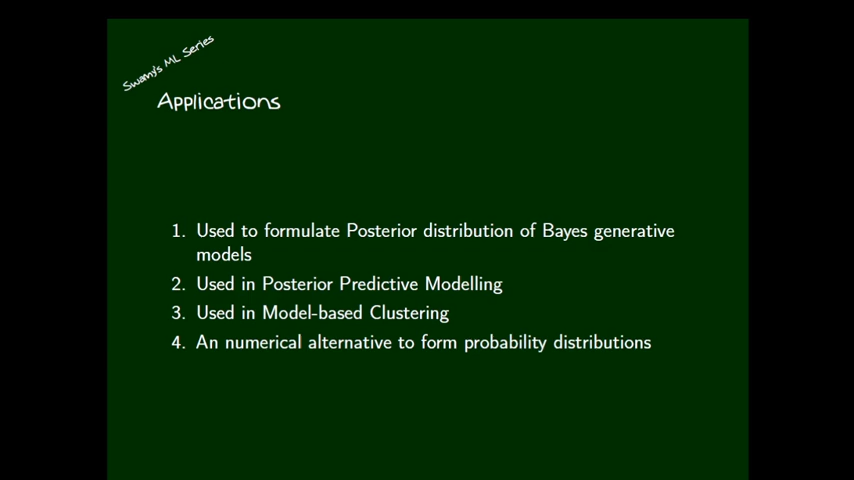 Swamy's ML Series
Applications
1. Used to formulate Posterior distribution of Bayes generative
models
2. Used in Posterior Predictive Modelling
3. Used in Model-based Clustering
4. An numerical alternative to form probability distributions